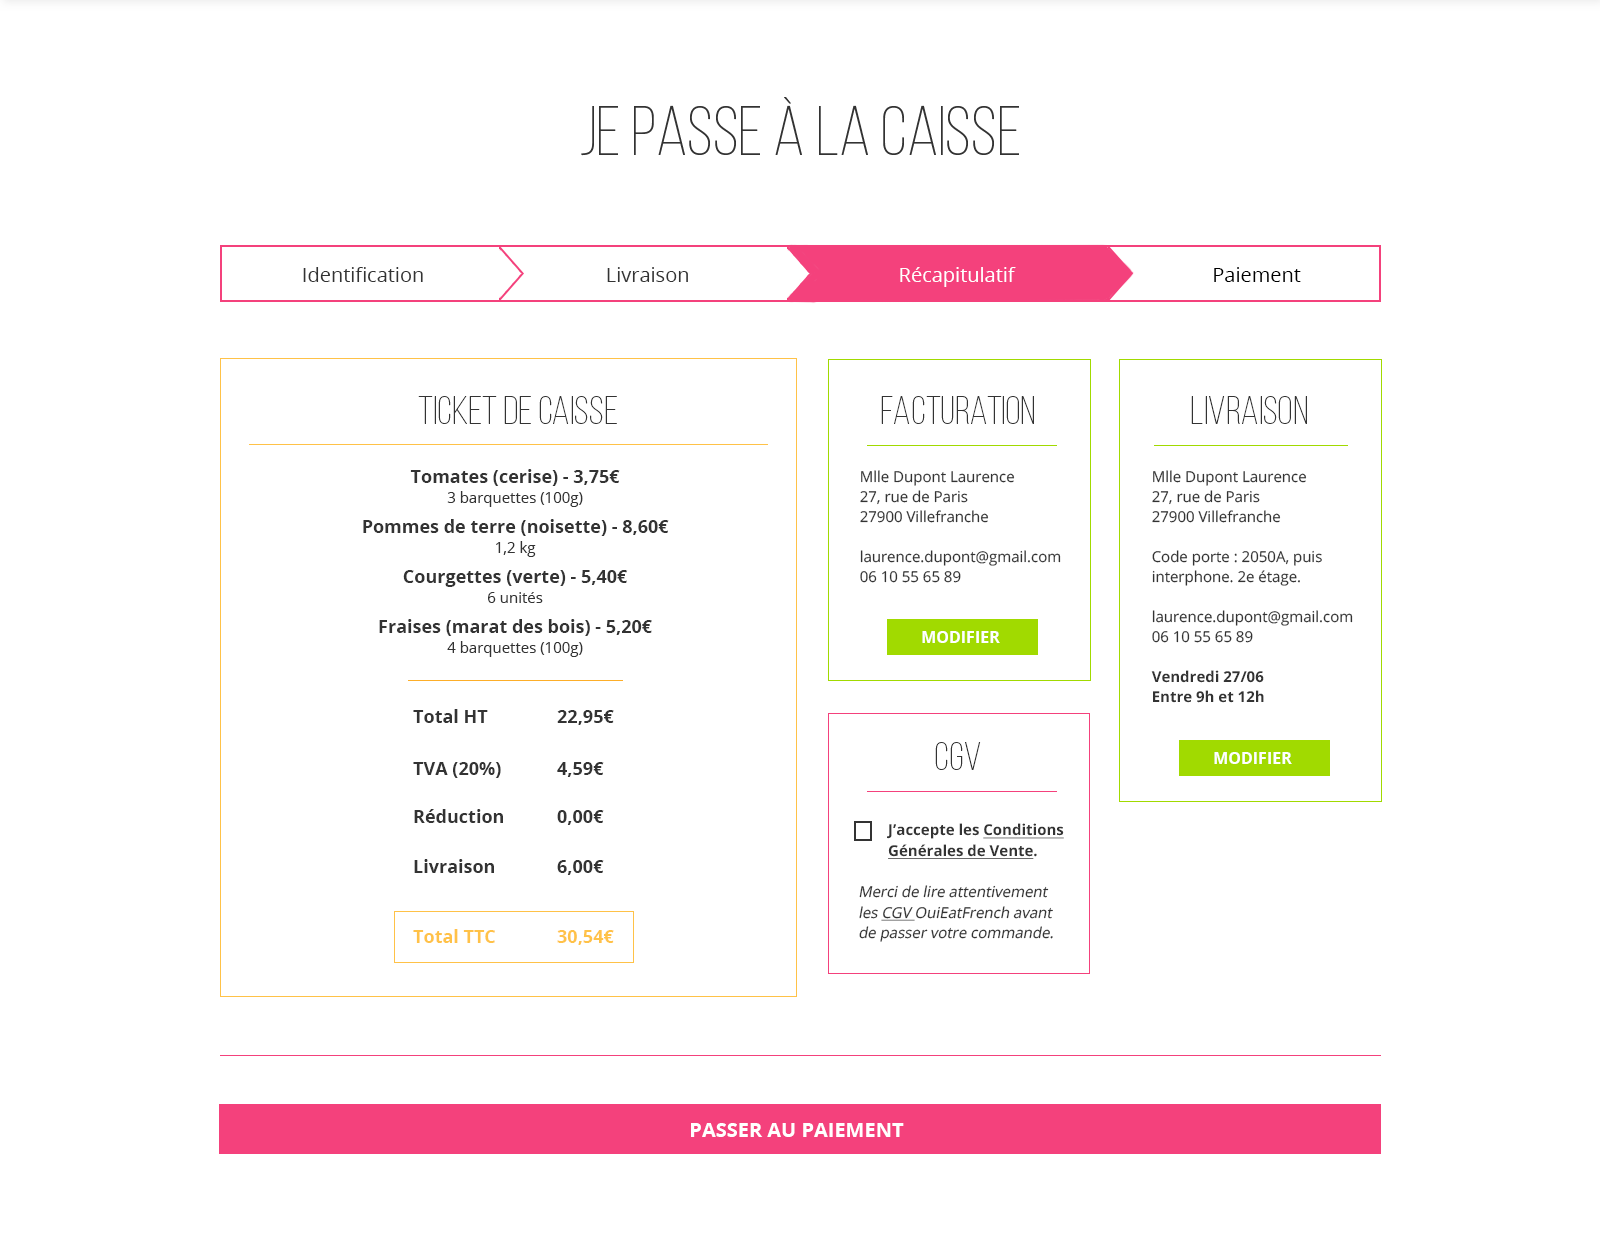 JE PASSE À LA CAISSE
Identification
Livraison
Récapitulatif
Paiement
TICKET DE CAISSE
Tomates (cerise) - 3,75€
3 barquettes (100g)
Pommes de terre (noisette) - 8,60€
1,2 kg
Courgettes (verte) - 5,40€
6 unités
Fraises (marat des bois) - 5,20€
4 barquettes (100g)
Total HT 22,95€
TVA (20%) 4,59€
Réduction 0,00€
Livraison 6,00€
Total TTC 30,54€
FACTURATION
Mlle Dupont Laurence
27, rue de Paris
27900 Villefranche
laurence.dupont@gmail.com
06 10 55 65 89
MODIFIER
CGV
J’accepte les Conditions
Générales de Vente.
Merci de lire attentivement
les CGV OuiEatFrench avant
de passer votre commande.
LIVRAISON
Mlle Dupont Laurence
27, rue de Paris
27900 Villefranche
Code porte : 2050A, puis
interphone. 2e étage.
laurence.dupont@gmail.com
06 10 55 65 89
Vendredi 27/06
Entre 9h et 12h
MODIFIER
PASSER AU PAIEMENT